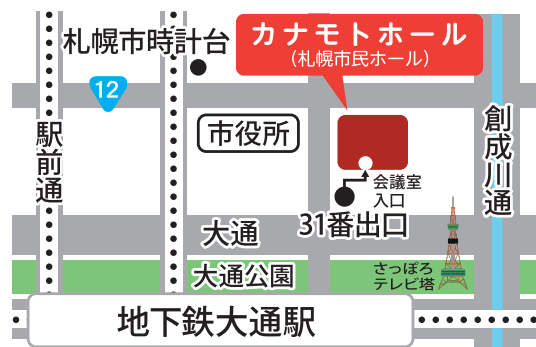 札幌市時計台
カナモトホール
（札幌市民ホール）
12
駅前通
市役所
創成川通
会議室
入口
31番出口
大通
大通公園
さっぽろ
テレビ塔
地下鉄大通駅